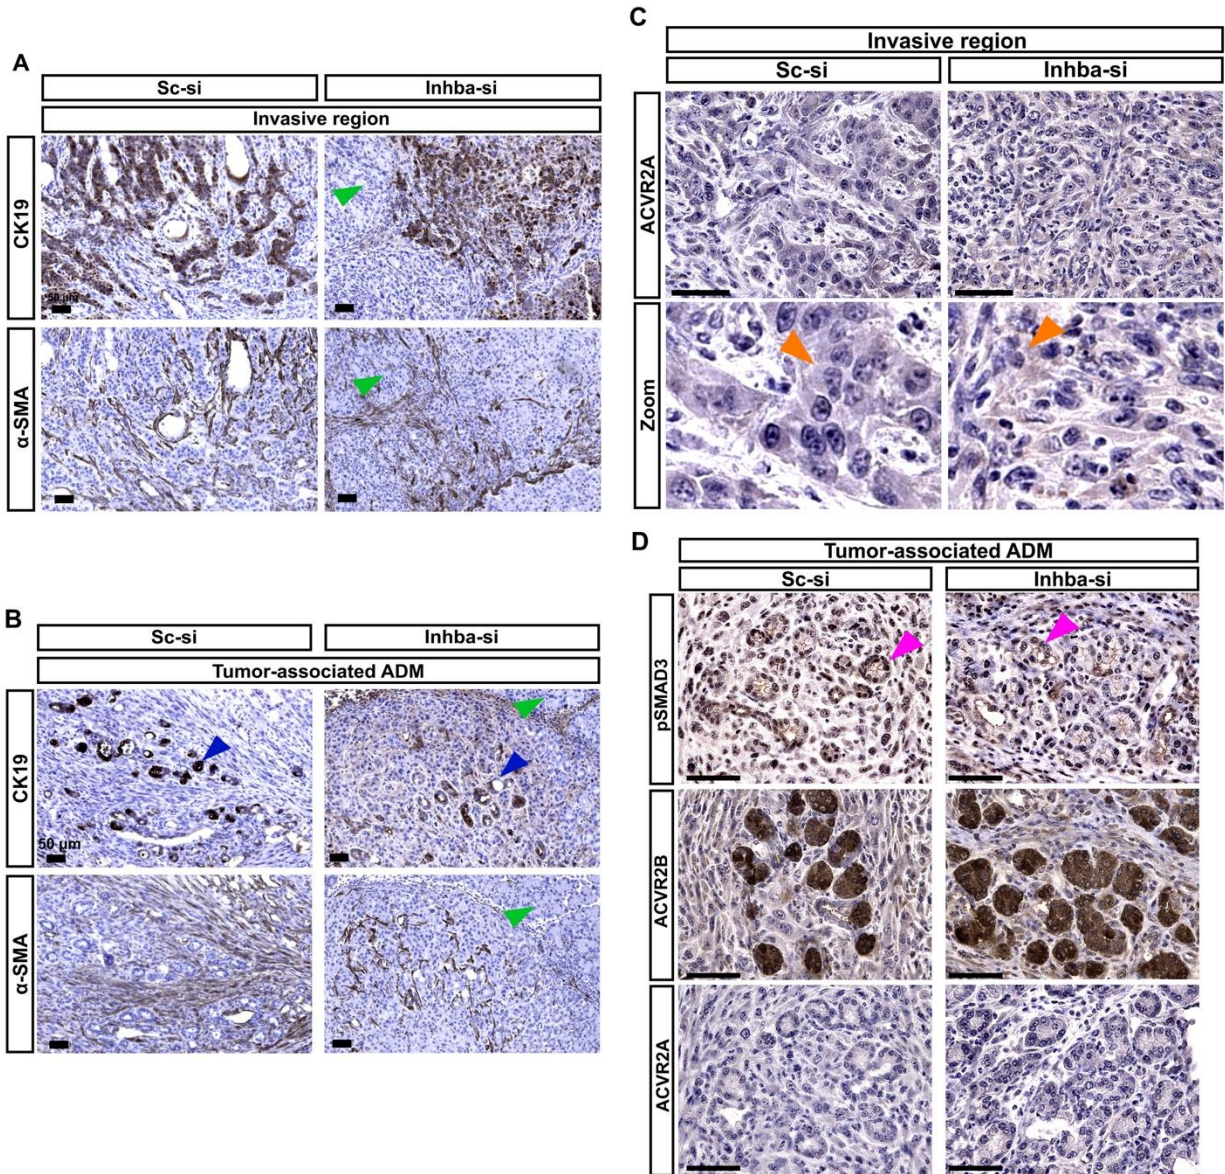 A
Sc-si
Inhba-si
Invasive region
CK19
50 µm
α-SMA
B
Sc-si
Inhba-si
Tumor-associated ADM
CK19
50 µm
α-SMA
C
Invasive region
Sc-si
Inhba-si
ACVR2A
Zoom
D
Tumor-associated ADM
Sc-si
Inhba-si
pSMAD3
ACVR2B
ACVR2A